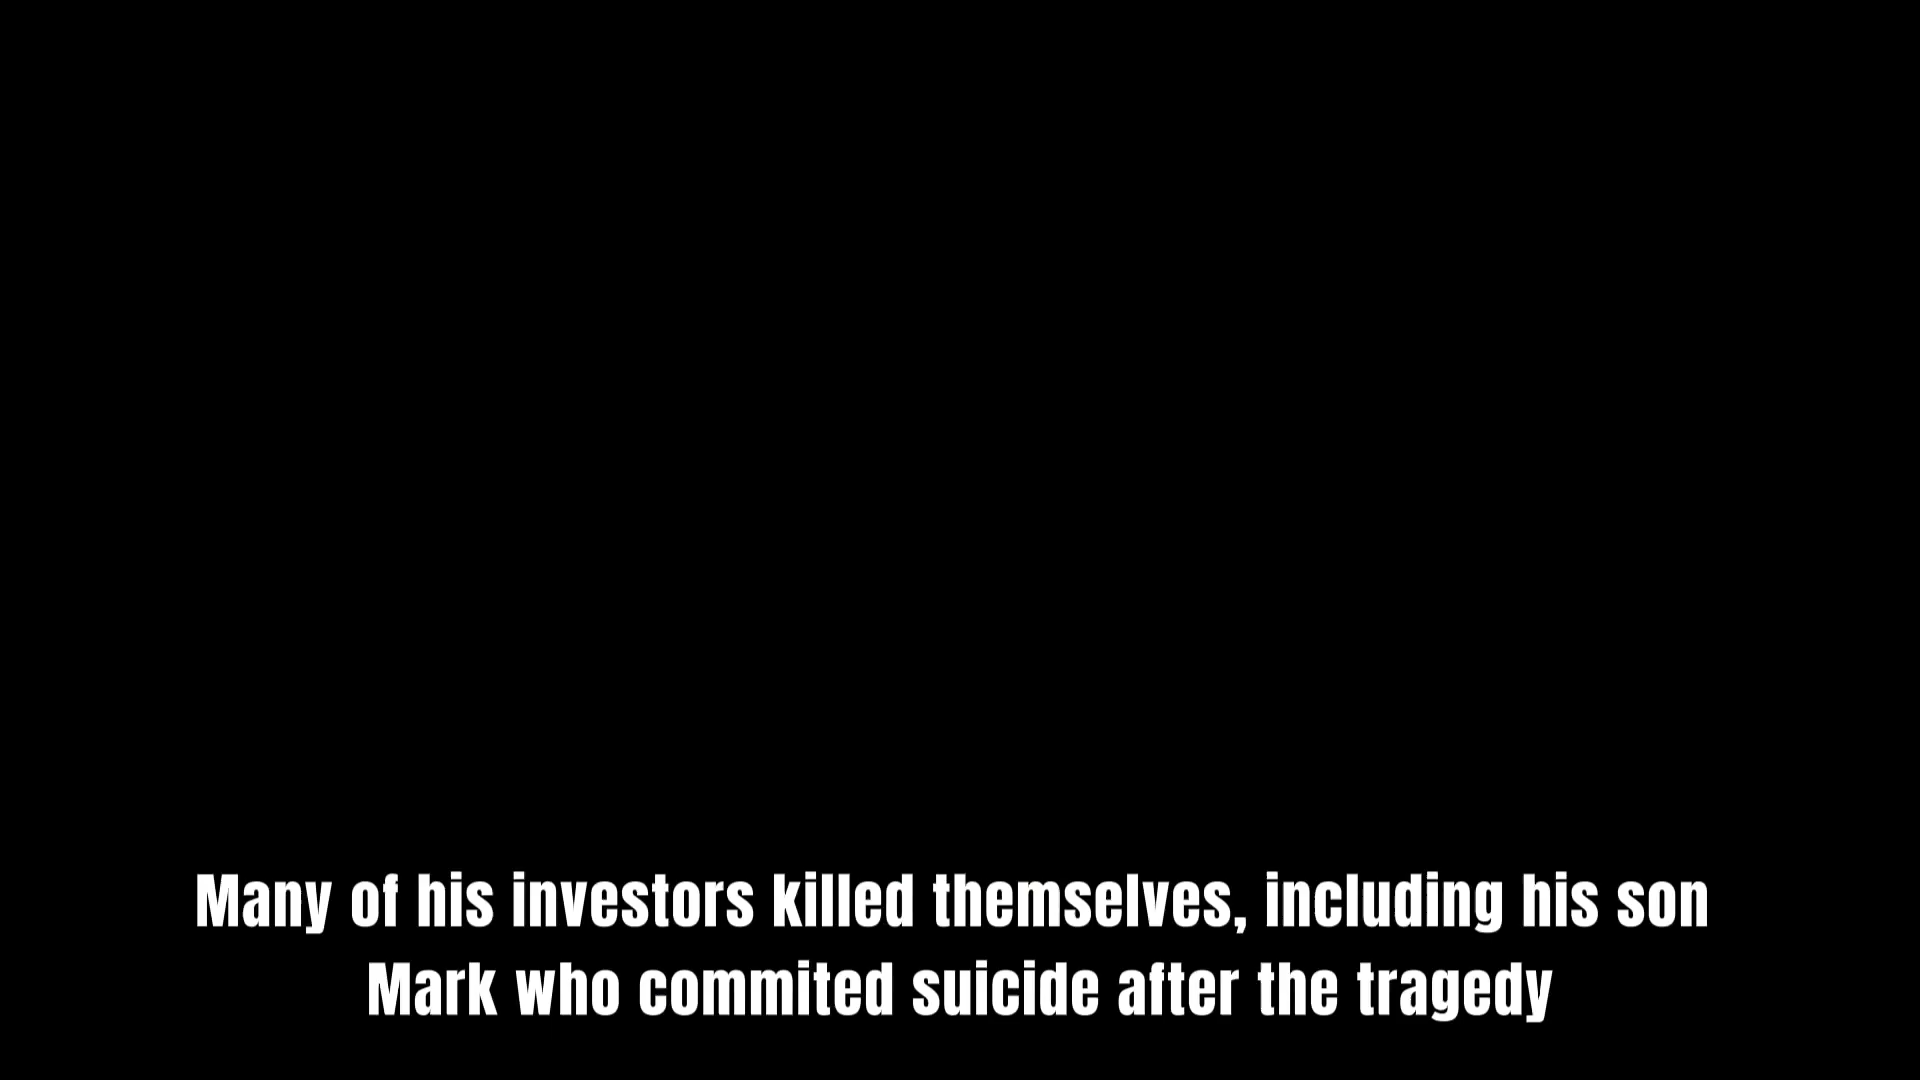 Many of his investors killed themselves, including his son
Mark who commited suicide after the tragedy